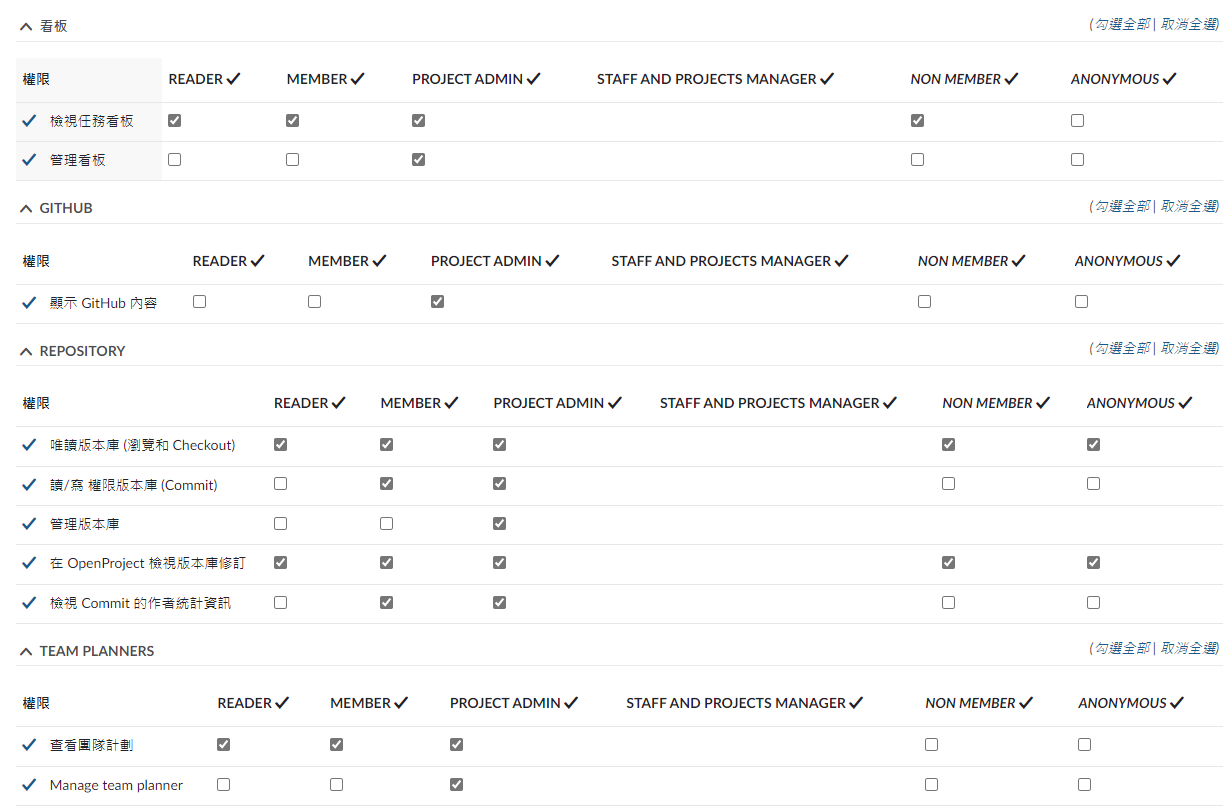 看板 (勾選全部 | 取消全選)
權限 READER MEMBER PROJECT ADMIN STAFF AND PROJECTS MANAGER NON MEMBER ANONYMOUS
檢視任務看板
管理看板
GITHUB (勾選全部 | 取消全選)
權限 READER MEMBER PROJECT ADMIN STAFF AND PROJECTS MANAGER NON MEMBER ANONYMOUS
顯示 GitHub 內容
REPOSITORY (勾選全部 | 取消全選)
權限 READER MEMBER PROJECT ADMIN STAFF AND PROJECTS MANAGER NON MEMBER ANONYMOUS
唯讀版本庫 (瀏覽和 Checkout)
讀/寫 權限版本庫 (Commit)
管理版本庫
在 OpenProject 檢視版本庫修訂
檢視 Commit 的作者統計資訊
TEAM PLANNERS (勾選全部 | 取消全選)
權限 READER MEMBER PROJECT ADMIN STAFF AND PROJECTS MANAGER NON MEMBER ANONYMOUS
查看團隊計劃
Manage team planner